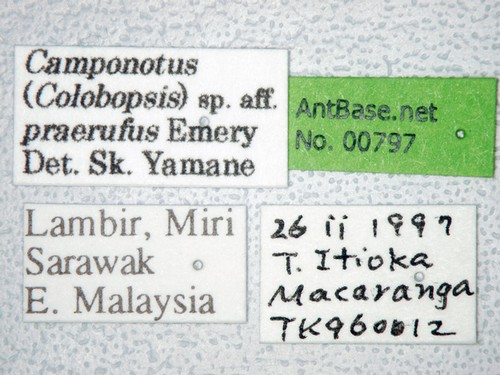 Camponotus
(Colobopsis) sp. aff.
praerufus Emery
Det. Sk. Yamane
AntBase.net
No. 00797
Lambir, Miri
Sarawak
E. Malaysia
26 ii 1997
T. Itioka
Macaranga
TK960012